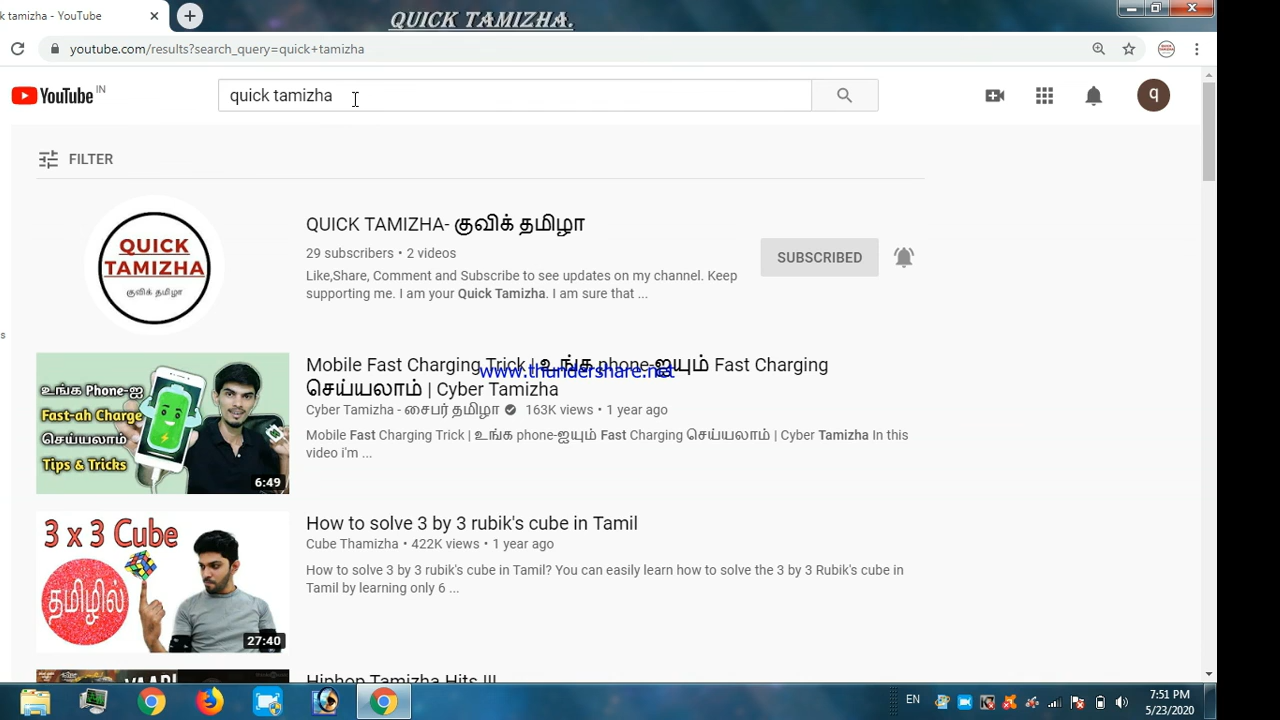 k tamizha - YouTube
QUICK TAMIZHA.
youtube.com/results?search_query=quick+tamizha
YouTube IN
quick tamizha
q
FILTER
QUICK
TAMIZHA
குவிக் தமிழா
QUICK TAMIZHA- குவிக் தமிழா
29 subscribers • 2 videos
Like,Share, Comment and Subscribe to see updates on my channel. Keep
supporting me. I am your Quick Tamizha. I am sure that ...
SUBSCRIBED
உங்க Phone-ஐ
Fast-ah Charge
செய்யலாம்
Tips & Tricks
6:49
Mobile Fast Charging Trick | உங்க phone-ஐயும் Fast Charging
www.thundershare.net
செய்யலாம் | Cyber Tamizha
Cyber Tamizha - சைபர் தமிழா 163K views • 1 year ago
Mobile Fast Charging Trick | உங்க phone-ஐயும் Fast Charging செய்யலாம் | Cyber Tamizha In this
video i'm ...
3 x 3 Cube
தமிழில்
27:40
How to solve 3 by 3 rubik's cube in Tamil
Cube Thamizha • 422K views • 1 year ago
How to solve 3 by 3 rubik's cube in Tamil? You can easily learn how to solve the 3 by 3 Rubik's cube in
Tamil by learning only 6 ...
Hiphop Tamizha Hits III
EN
7:51 PM
5/23/2020